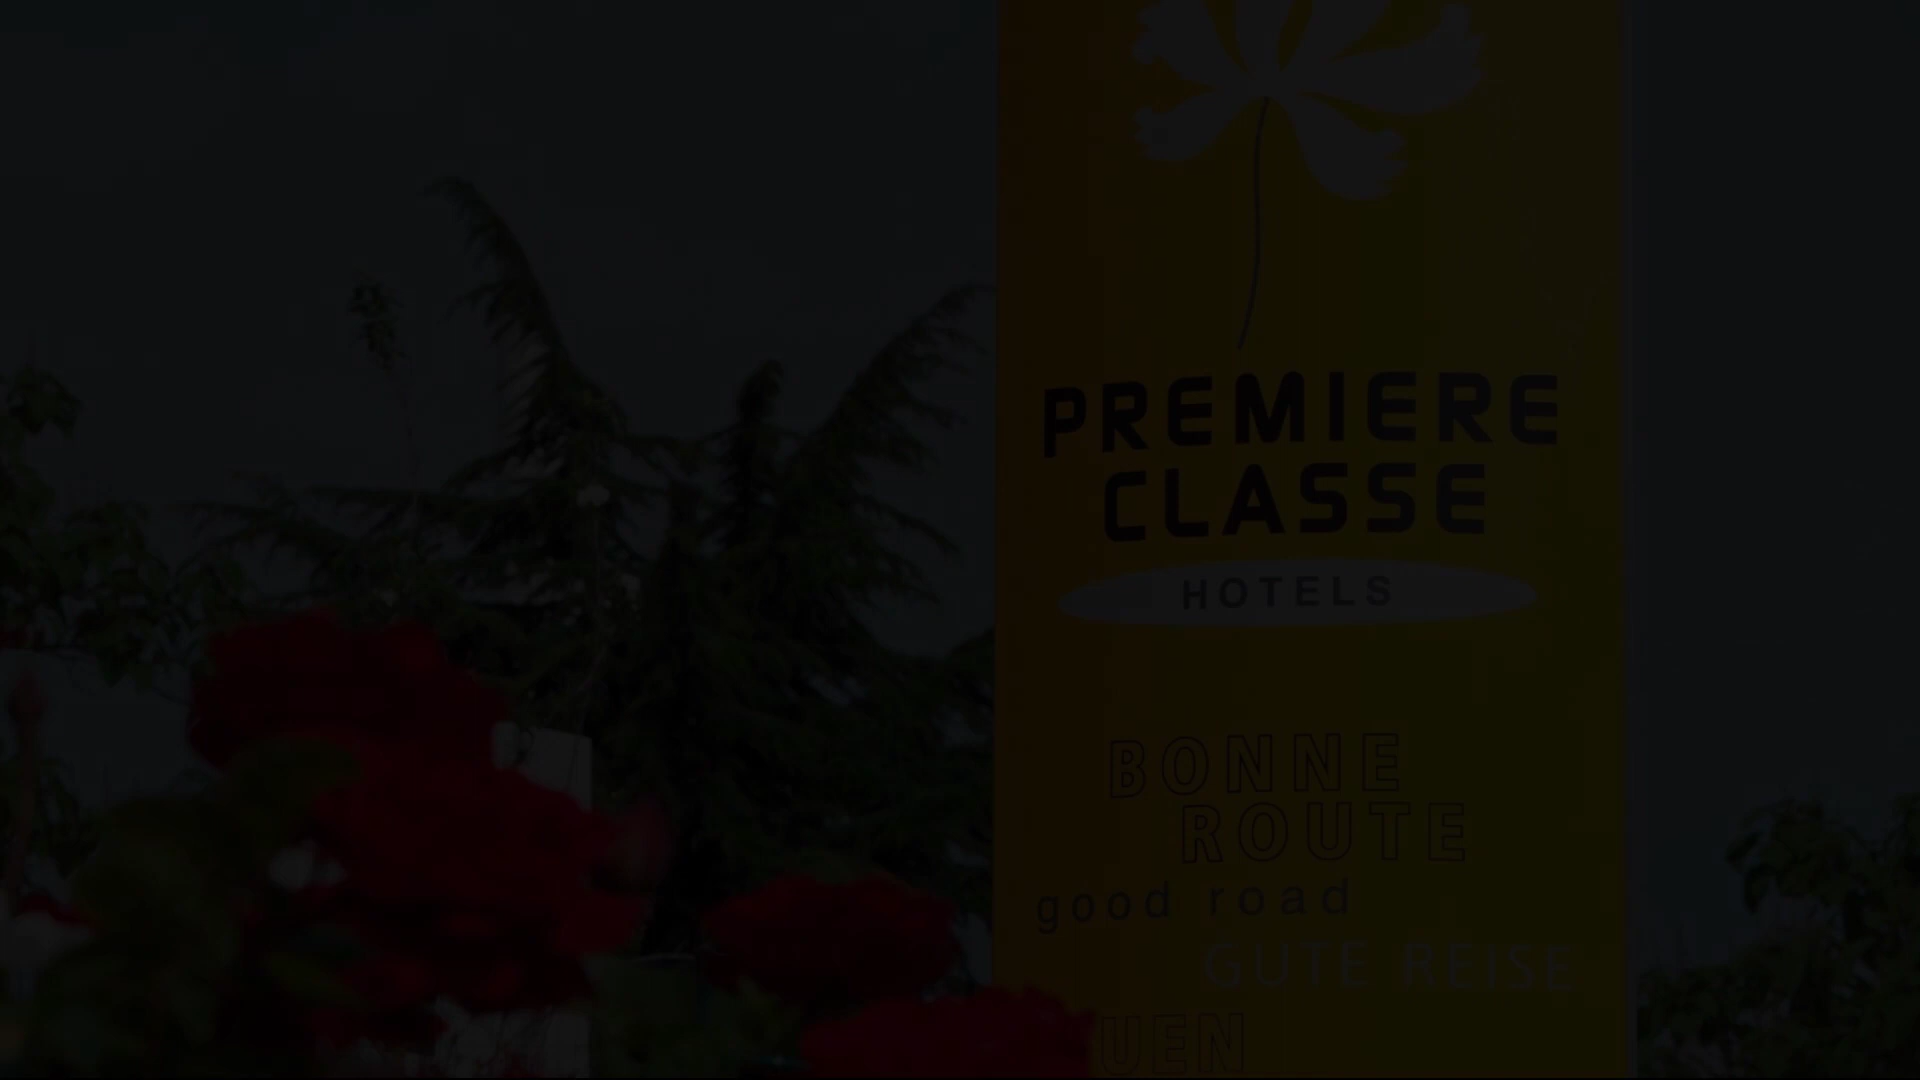 PREMIERE
CLASSE
HOTELS
BONNE
ROUTE
good road
GUTE REISE